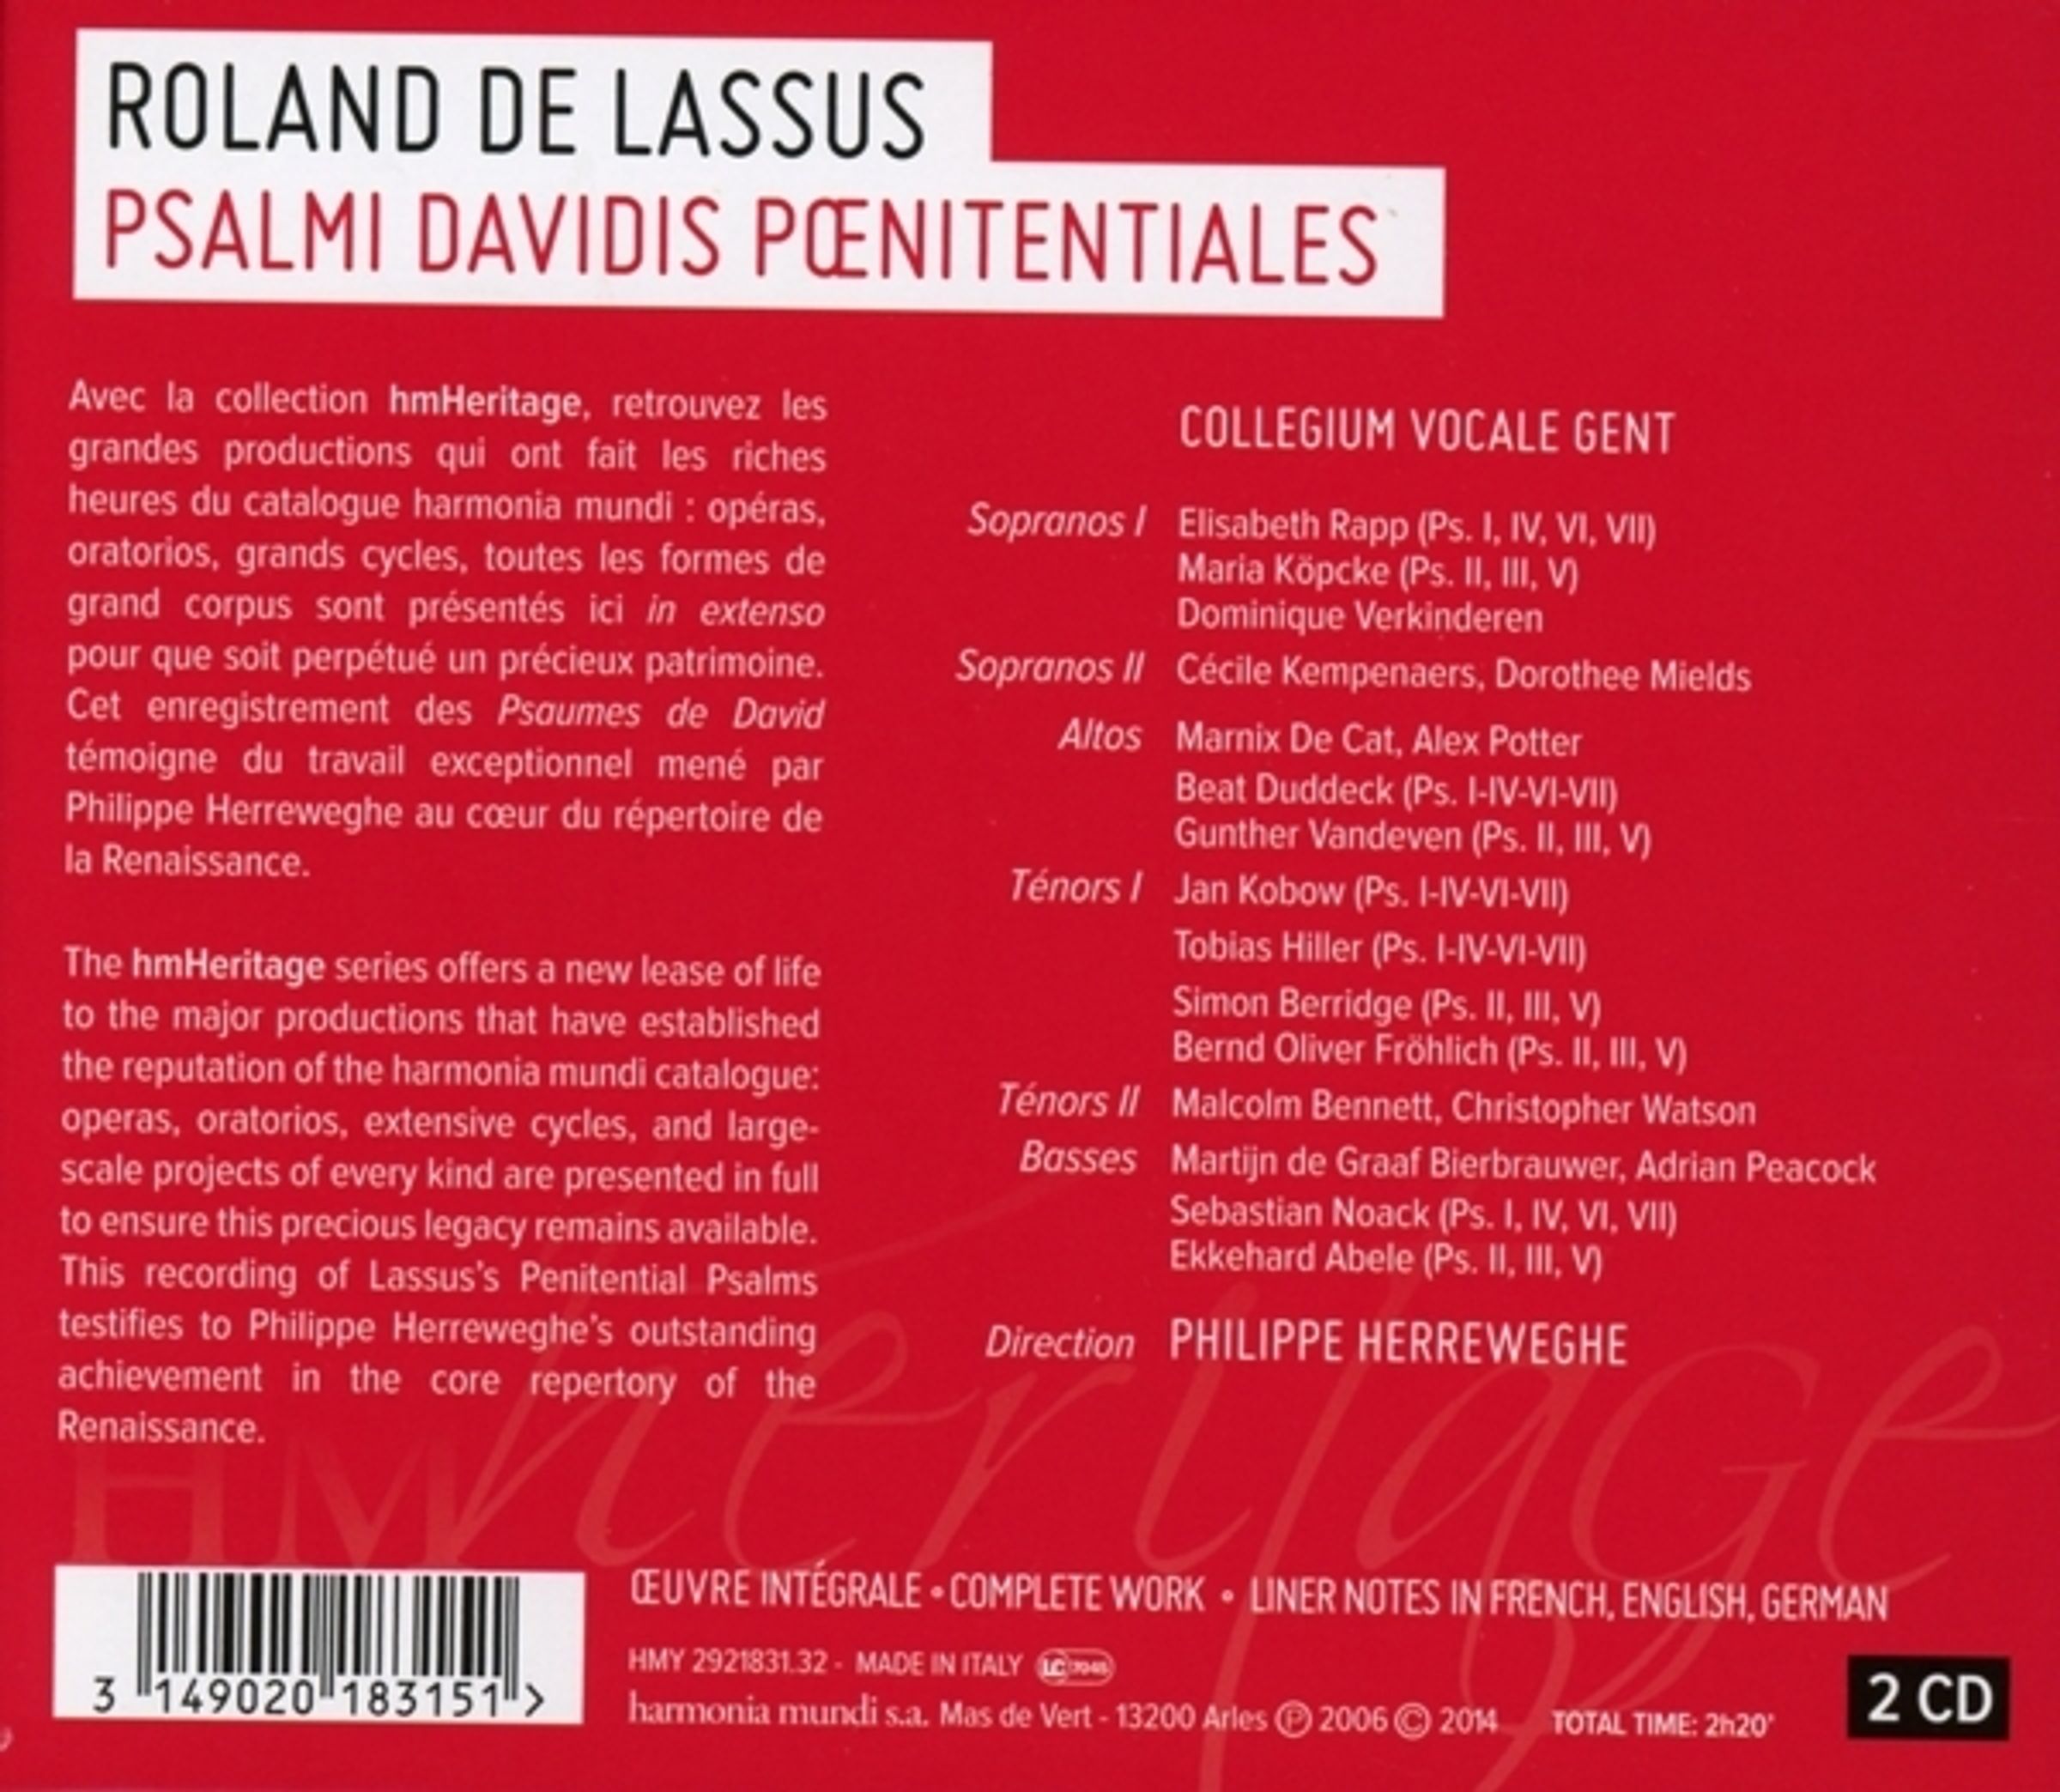 ROLAND DE LASSUS
PSALMI DAVIDIS PŒNITENTIALES
Avec la collection hmHeritage, retrouvez les
grandes productions qui ont fait les riches
heures du catalogue harmonia mundi : opéras,
oratorios, grands cycles, toutes les formes de
grand corpus sont présentés ici in extenso
pour que soit perpétué un précieux patrimoine.
Cet enregistrement des Psaumes de David
témoigne du travail exceptionnel mené par
Philippe Herreweghe au cœur du répertoire de
la Renaissance.
The hmHeritage series offers a new lease of life
to the major productions that have established
the reputation of the harmonia mundi catalogue:
operas, oratorios, extensive cycles, and large-
scale projects of every kind are presented in full
to ensure this precious legacy remains available.
This recording of Lassus's Penitential Psalms
testifies to Philippe Herreweghe's outstanding
achievement in the core repertory of the
Renaissance.
COLLEGIUM VOCALE GENT
Sopranos I Elisabeth Rapp (Ps. I, IV, VI, VII)
Maria Köpcke (Ps. II, III, V)
Dominique Verkinderen
Sopranos II Cécile Kempenaers, Dorothee Mields
Altos Marnix De Cat, Alex Potter
Beat Duddeck (Ps. I-IV-VI-VII)
Gunther Vandeven (Ps. II, III, V)
Ténors I Jan Kobow (Ps. I-IV-VI-VII)
Tobias Hiller (Ps. I-IV-VI-VII)
Simon Berridge (Ps. II, III, V)
Bernd Oliver Fröhlich (Ps. II, III, V)
Ténors II Malcolm Bennett, Christopher Watson
Basses Martijn de Graaf Bierbrauwer, Adrian Peacock
Sebastian Noack (Ps. I, IV, VI, VII)
Ekkehard Abele (Ps. II, III, V)
Direction PHILIPPE HERREWEGHE
HM heritage
ŒUVRE INTÉGRALE • COMPLETE WORK • LINER NOTES IN FRENCH, ENGLISH, GERMAN
HMY 2921831.32 - MADE IN ITALY LC 7045
harmonia mundi s.a. Mas de Vert - 13200 Arles ℗ 2006 © 2014 TOTAL TIME: 2h20'
2 CD
3 149020 183151 >